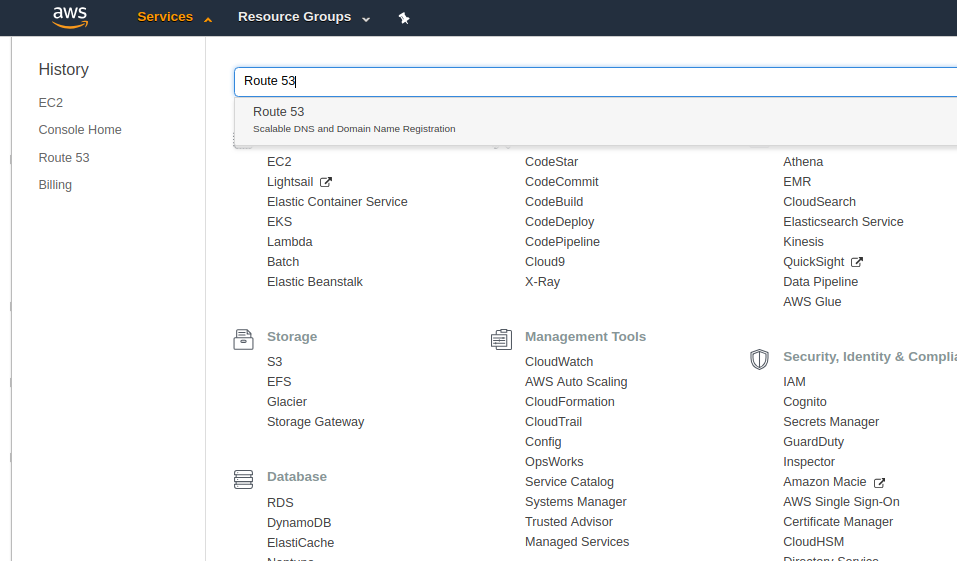 aws
Services
Resource Groups
History
EC2
Console Home
Route 53
Billing
Route 53
Route 53
Scalable DNS and Domain Name Registration
EC2
Lightsail
Elastic Container Service
EKS
Lambda
Batch
Elastic Beanstalk
Storage
S3
EFS
Glacier
Storage Gateway
Database
RDS
DynamoDB
ElastiCache
CodeStar
CodeCommit
CodeBuild
CodeDeploy
CodePipeline
Cloud9
X-Ray
Management Tools
CloudWatch
AWS Auto Scaling
CloudFormation
CloudTrail
Config
OpsWorks
Service Catalog
Systems Manager
Trusted Advisor
Managed Services
Athena
EMR
CloudSearch
Elasticsearch Service
Kinesis
QuickSight
Data Pipeline
AWS Glue
Security, Identity & Complia
IAM
Cognito
Secrets Manager
GuardDuty
Inspector
Amazon Macie
AWS Single Sign-On
Certificate Manager
CloudHSM
Directory Service